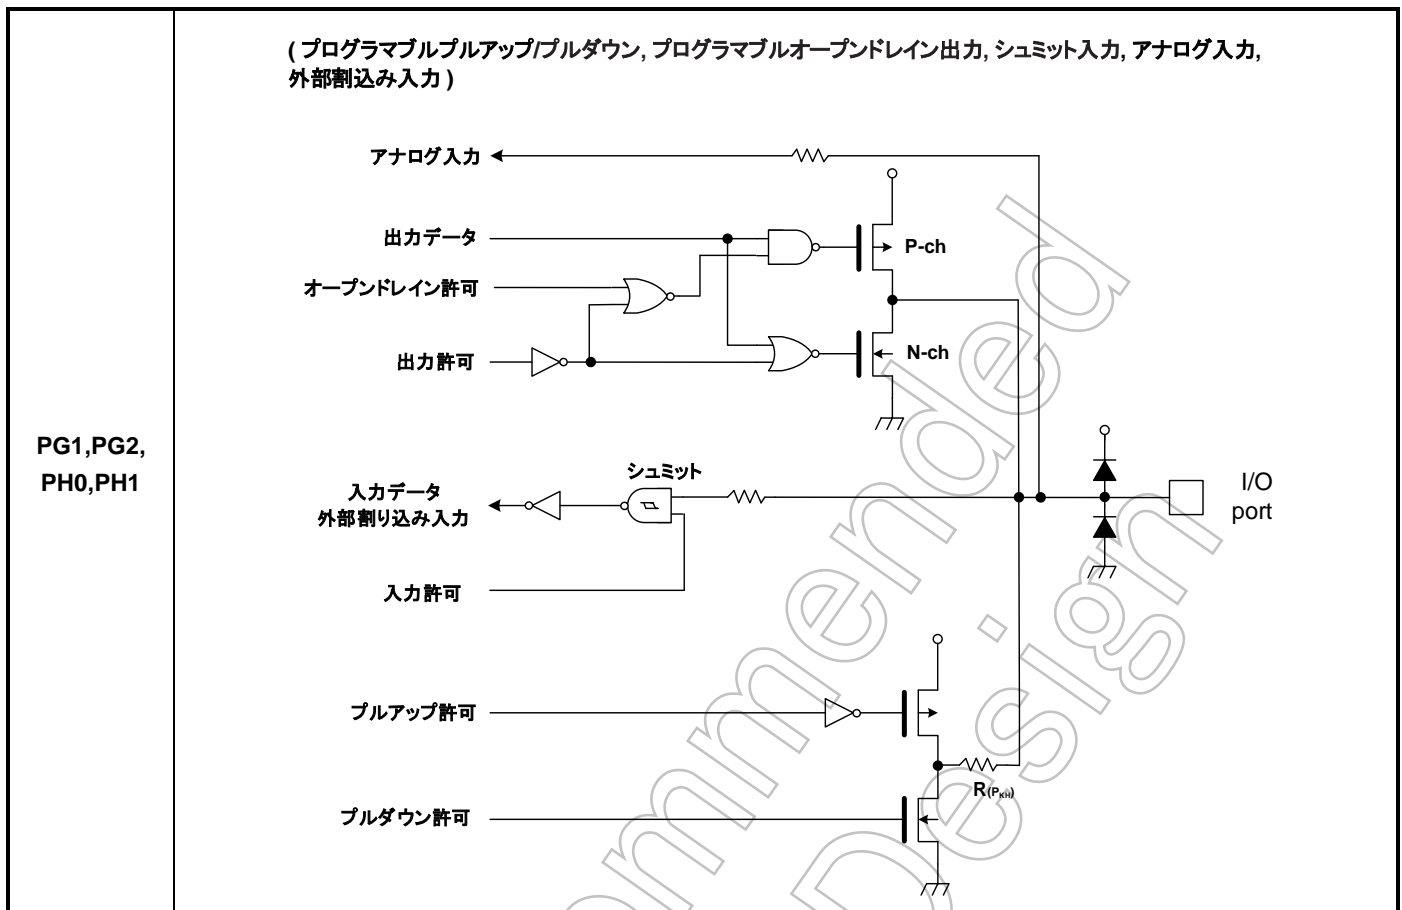 ( プログラマブルプルアップ/プルダウン, プログラマブルオープンドレイン出力, シュミット入力, アナログ入力,
外部割込み入力 )
アナログ入力
出力データ
P-ch
オープンドレイン許可
出力許可
N-ch
PG1,PG2,
PH0,PH1
シュミット
入力データ
外部割り込み入力
I/O
port
入力許可
プルアップ許可
R(PKH)
プルダウン許可
ommended
Design